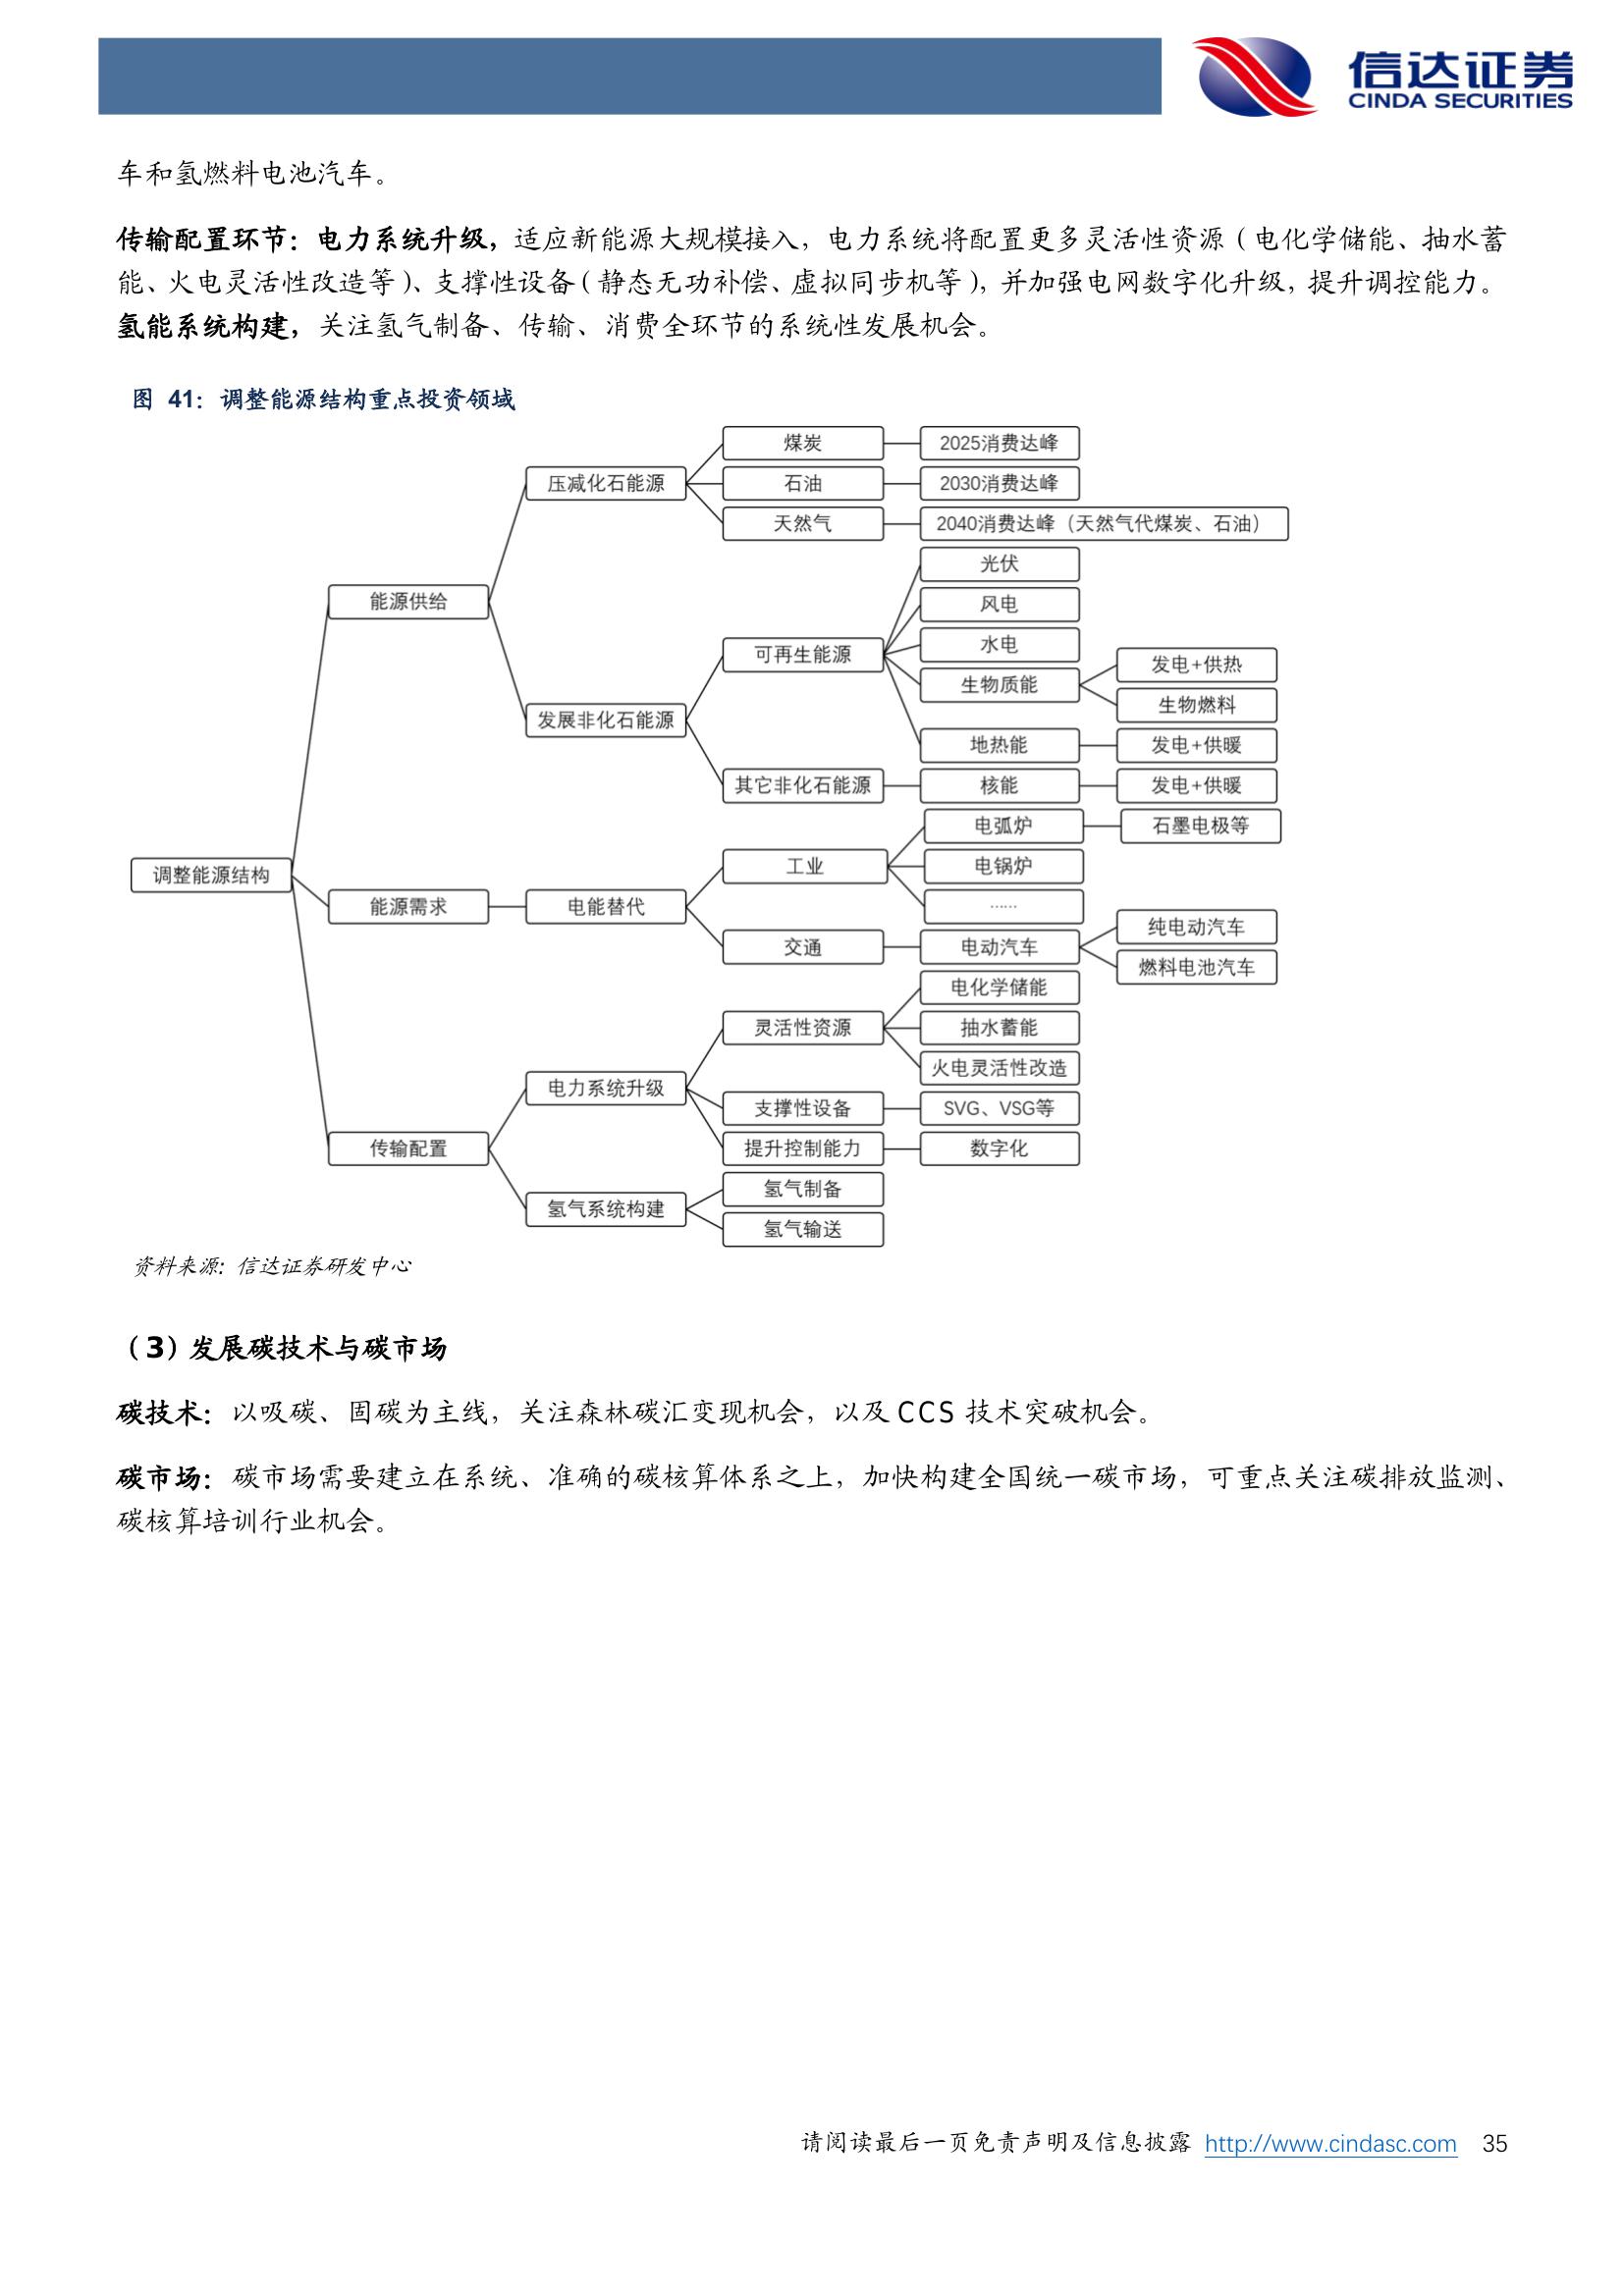 信达证券
CINDA SECURITIES
车和氢燃料电池汽车。
传输配置环节：电力系统升级，适应新能源大规模接入，电力系统将配置更多灵活性资源（电化学储能、抽水蓄
能、火电灵活性改造等）、支撑性设备（静态无功补偿、虚拟同步机等），并加强电网数字化升级，提升调控能力。
氢能系统构建，关注氢气制备、传输、消费全环节的系统性发展机会。
图 41：调整能源结构重点投资领域
煤炭
2025消费达峰
压减化石能源
石油
2030消费达峰
天然气
2040消费达峰（天然气代煤炭、石油）
光伏
能源供给
风电
水电
可再生能源
发电+供热
生物质能
生物燃料
发展非化石能源
地热能
发电+供暖
其它非化石能源
核能
发电+供暖
电弧炉
石墨电极等
调整能源结构
工业
电锅炉
能源需求
电能替代
……
纯电动汽车
交通
电动汽车
燃料电池汽车
电化学储能
灵活性资源
抽水蓄能
火电灵活性改造
电力系统升级
支撑性设备
SVG、VSG等
传输配置
提升控制能力
数字化
氢气制备
氢气系统构建
氢气输送
资料来源：信达证券研发中心
（3）发展碳技术与碳市场
碳技术：以吸碳、固碳为主线，关注森林碳汇变现机会，以及 CCS 技术突破机会。
碳市场：碳市场需要建立在系统、准确的碳核算体系之上，加快构建全国统一碳市场，可重点关注碳排放监测、
碳核算培训行业机会。
请阅读最后一页免责声明及信息披露 http://www.cindasc.com 35